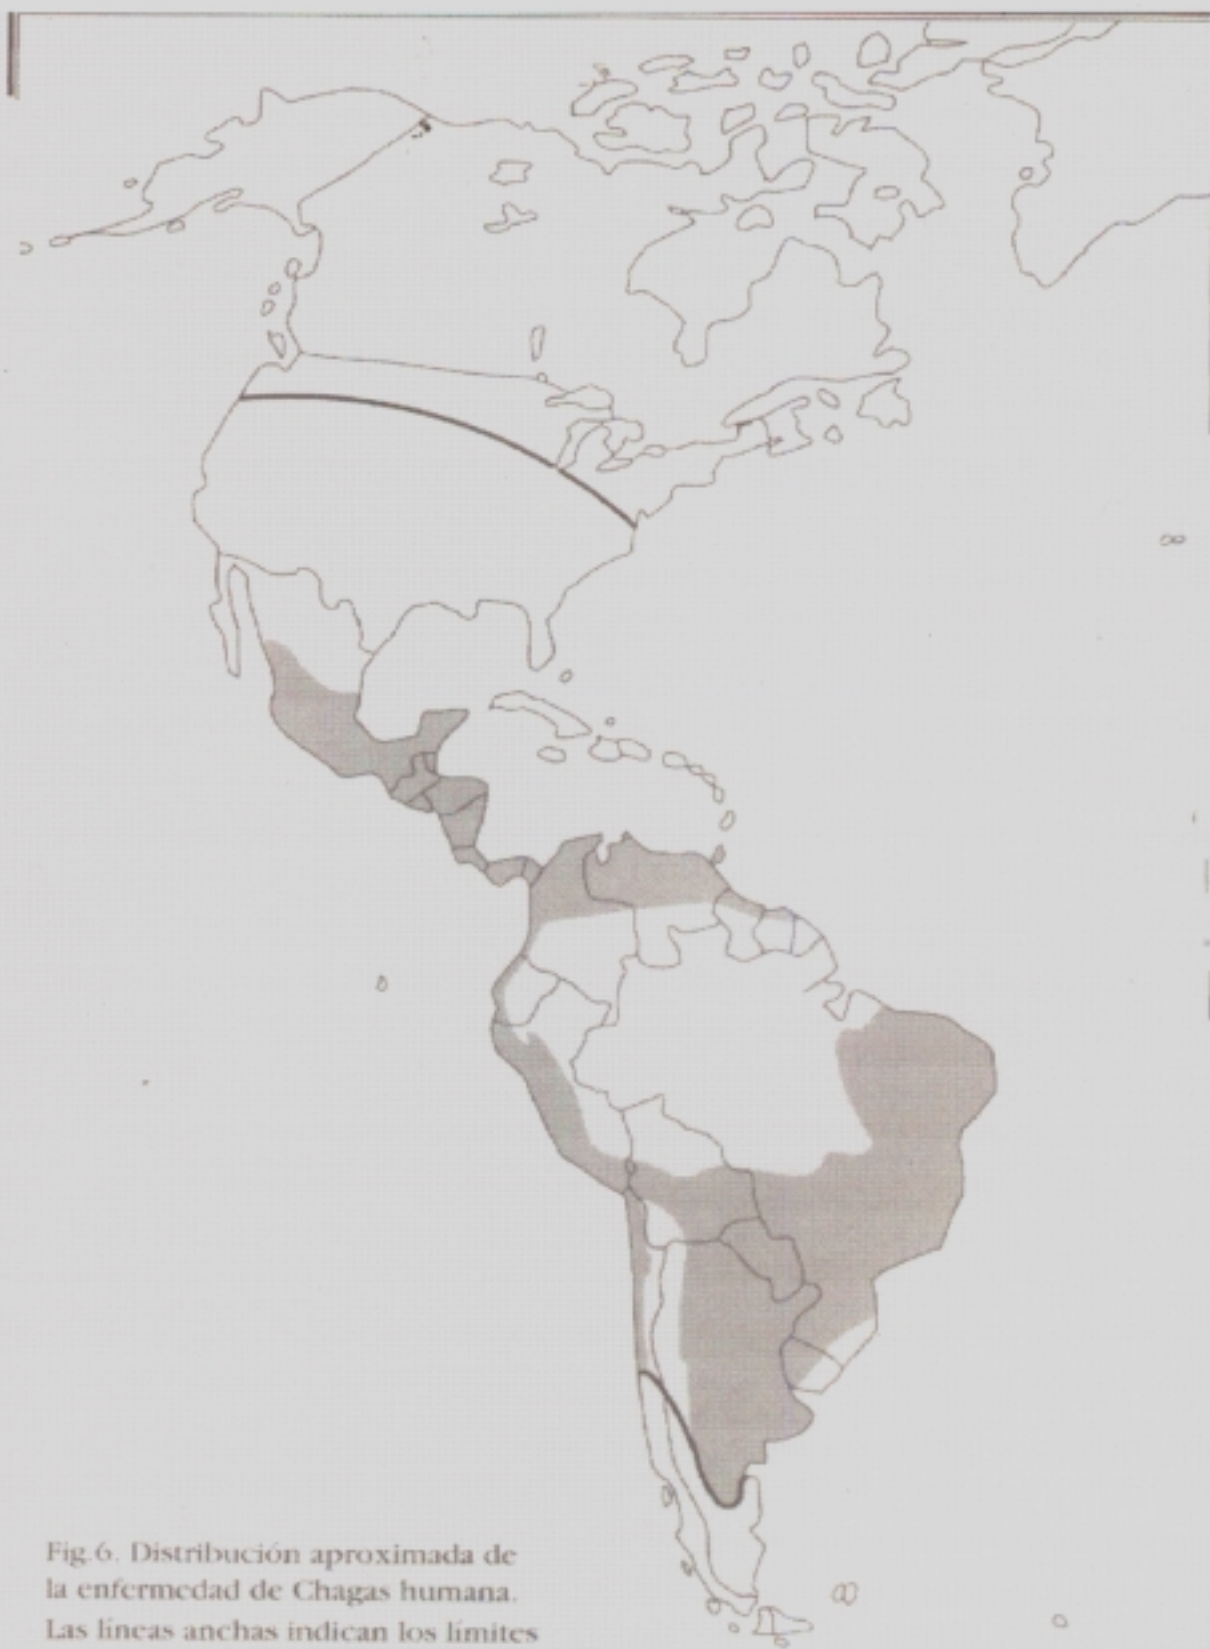 Fig.6. Distribución aproximada de
la enfermedad de Chagas humana.
Las líneas anchas indican los límites